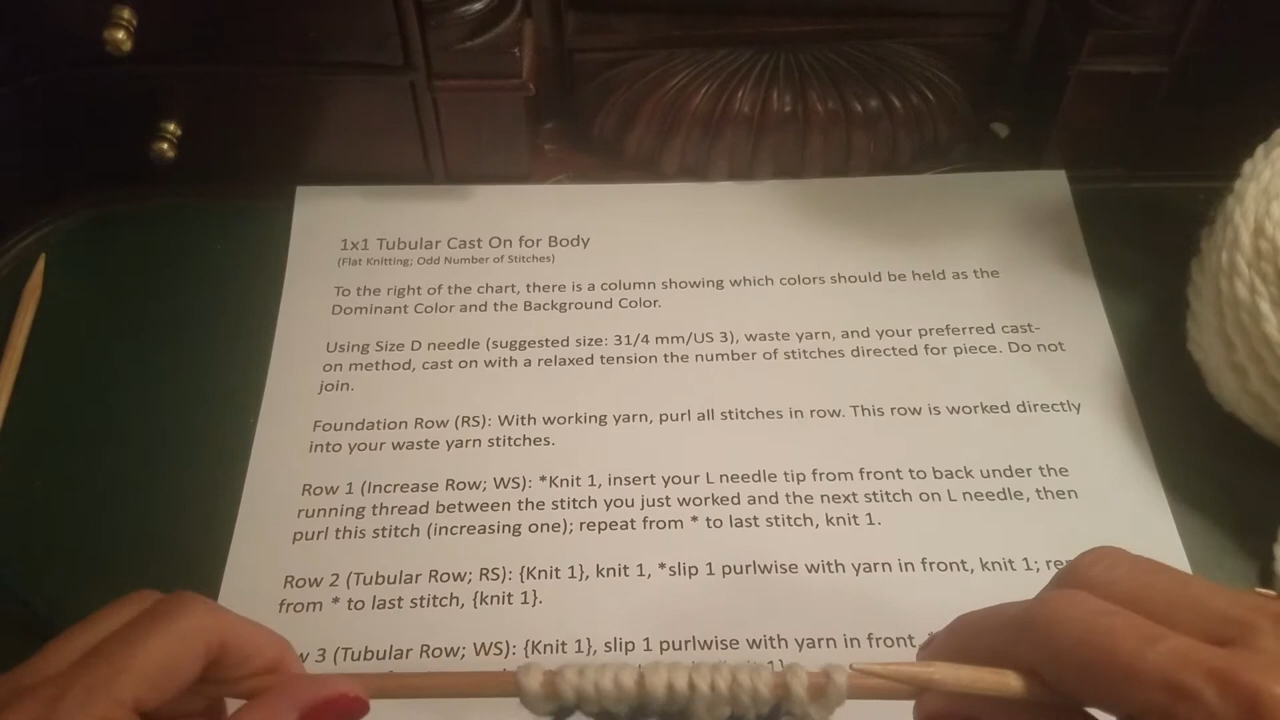 1x1 Tubular Cast On for Body
(Flat Knitting; Odd Number of Stitches)
To the right of the chart, there is a column showing which colors should be held as the
Dominant Color and the Background Color.
Using Size D needle (suggested size: 31/4 mm/US 3), waste yarn, and your preferred cast-
on method, cast on with a relaxed tension the number of stitches directed for piece. Do not
join.
Foundation Row (RS): With working yarn, purl all stitches in row. This row is worked directly
into your waste yarn stitches.
Row 1 (Increase Row; WS): *Knit 1, insert your L needle tip from front to back under the
running thread between the stitch you just worked and the next stitch on L needle, then
purl this stitch (increasing one); repeat from * to last stitch, knit 1.
Row 2 (Tubular Row; RS): {Knit 1}, knit 1, *slip 1 purlwise with yarn in front, knit 1;
from * to last stitch, {knit 1}.
3 (Tubular Row; WS): {Knit 1}, slip 1 purlwise with yarn in front